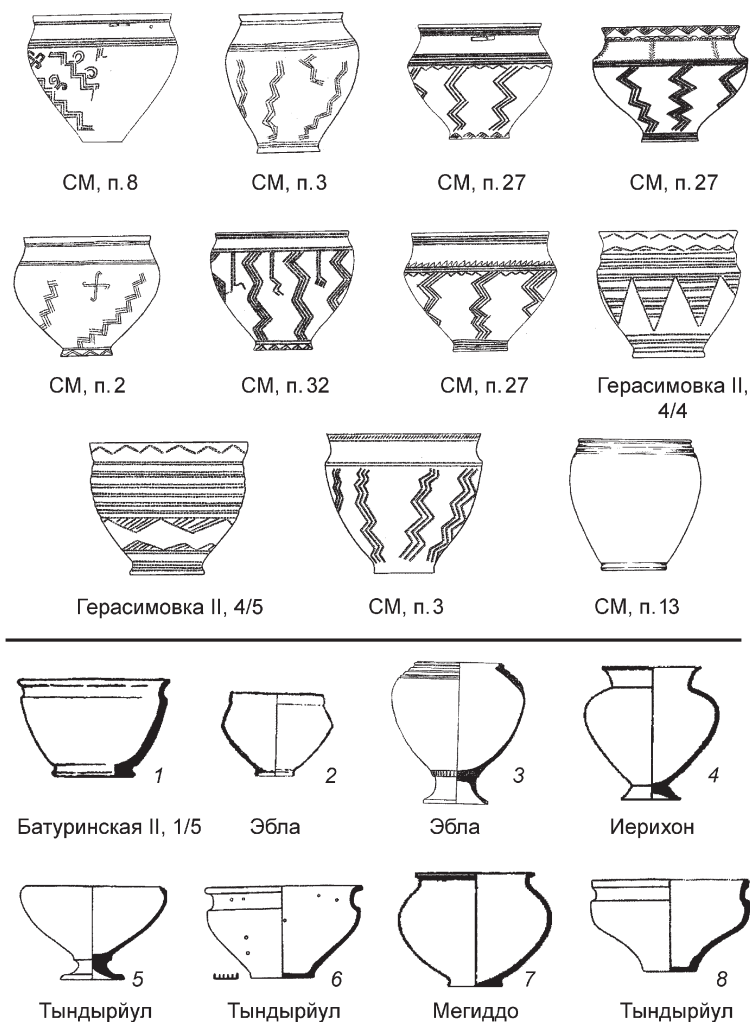 СМ, п. 8 СМ, п. 3 СМ, п. 27 СМ, п. 27
СМ, п. 2 СМ, п. 32 СМ, п. 27 Герасимовка II,
4/4
Герасимовка II, 4/5 СМ, п. 3 СМ, п. 13
1 2 3 4
Батуринская II, 1/5 Эбла Эбла Иерихон
5 6 7 8
Тындырйул Тындырйул Мегиддо Тындырйул